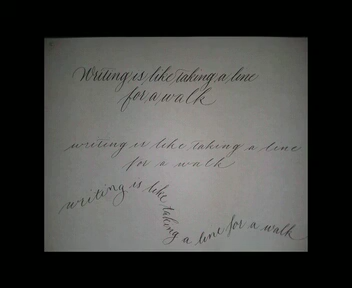 Writing is like taking a line
for a walk
writing is like taking a line
for a walk
writing is like taking a line for a walk